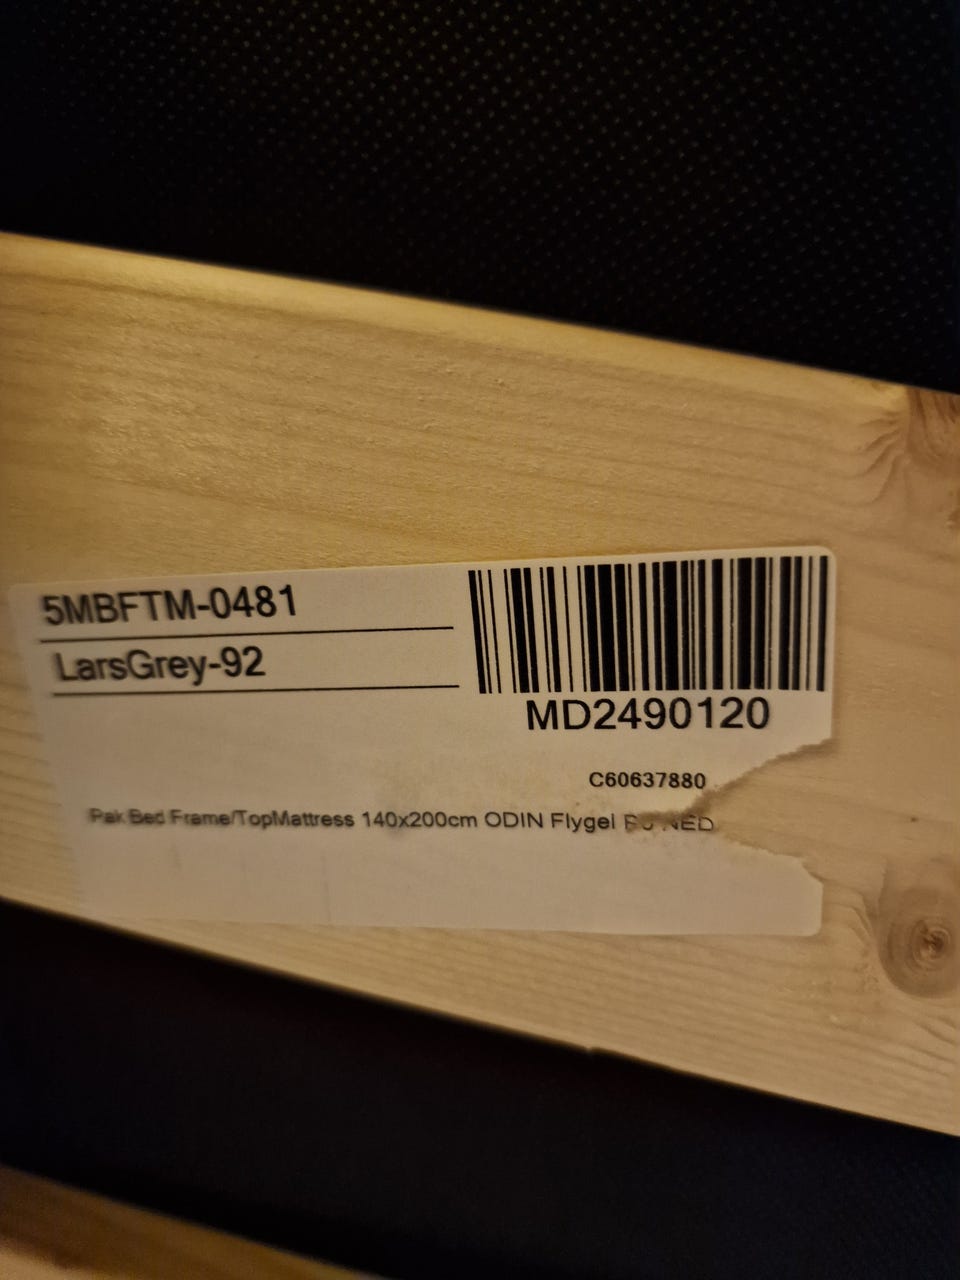 5MBFTM-0481
LarsGrey-92
MD2490120
C60637880
Pak Bed Frame/TopMattress 140x200cm ODIN Flygel